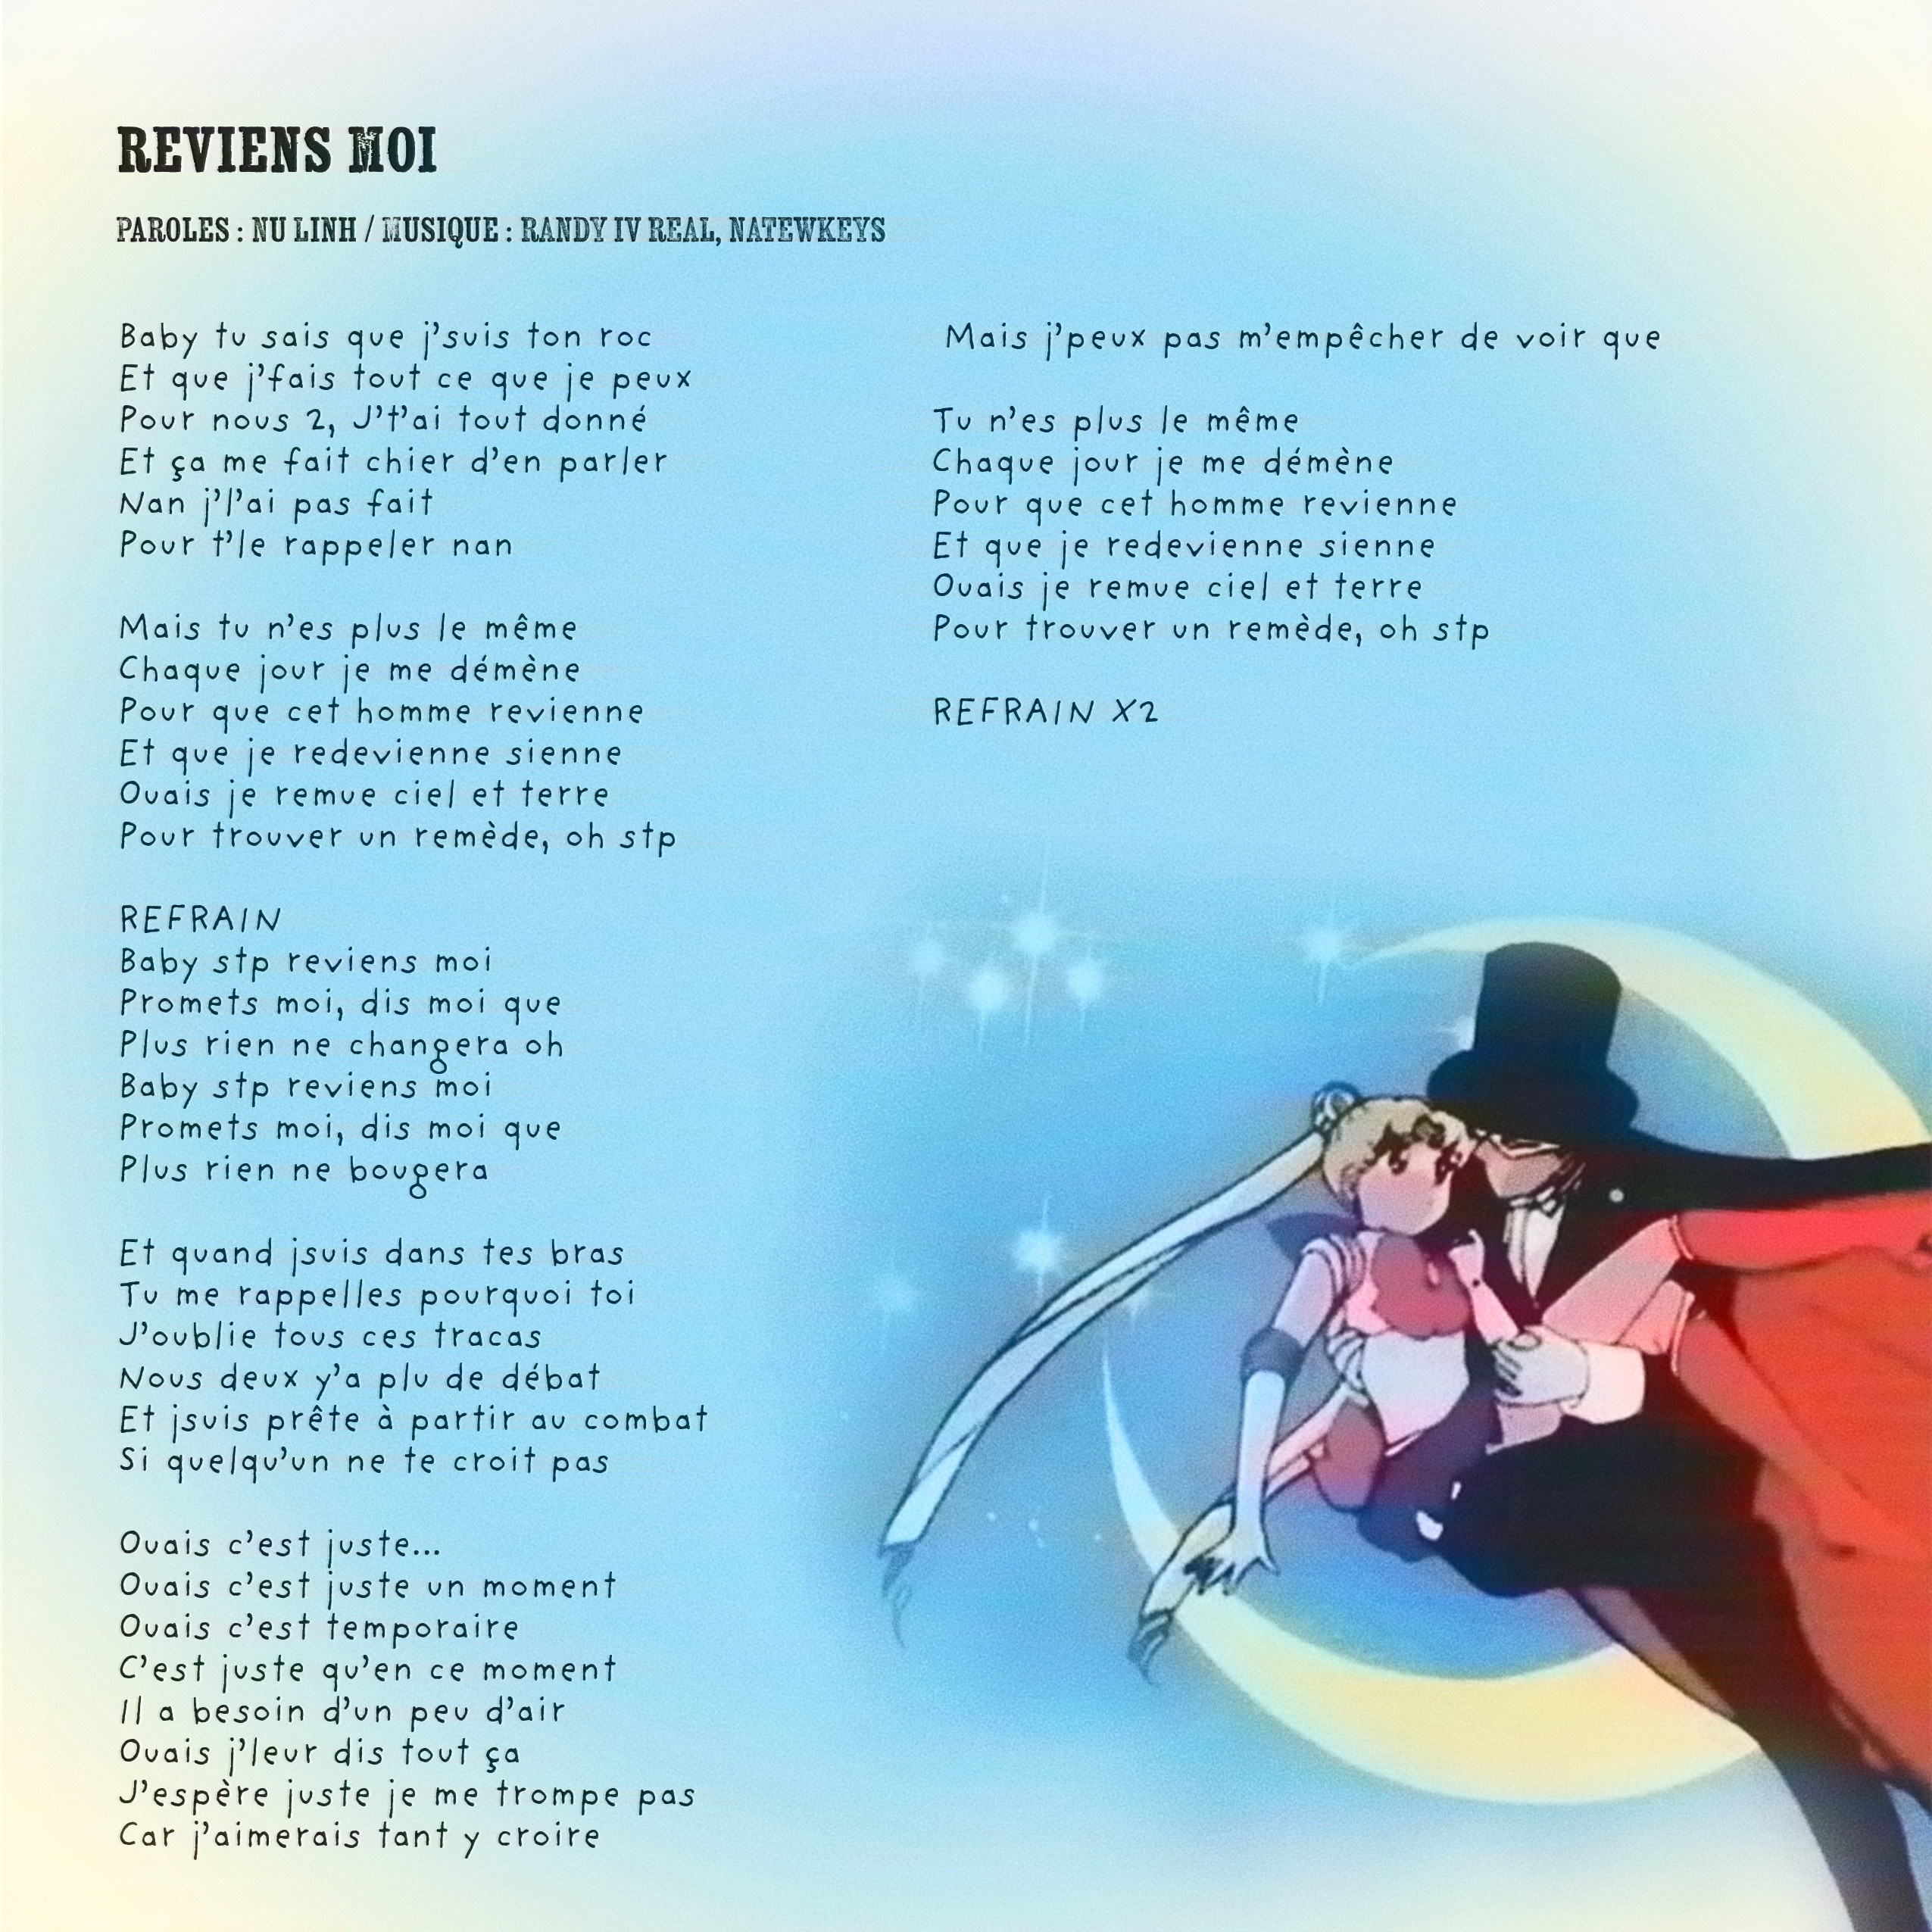 REVIENS MOI
PAROLES : NU LINH / MUSIQUE : RANDY IV REAL, NATEWKEYS
Baby tu sais que j'suis ton roc
Et que j'fais tout ce que je peux
Pour nous 2, J't'ai tout donné
Et ça me fait chier d'en parler
Nan j'l'ai pas fait
Pour t'le rappeler nan
Mais tu n'es plus le même
Chaque jour je me démène
Pour que cet homme revienne
Et que je redevienne sienne
Ouais je remue ciel et terre
Pour trouver un remède, oh stp
REFRAIN
Baby stp reviens moi
Promets moi, dis moi que
Plus rien ne changera oh
Baby stp reviens moi
Promets moi, dis moi que
Plus rien ne bougera
Et quand jsuis dans tes bras
Tu me rappelles pourquoi toi
J'oublie tous ces tracas
Nous deux y'a plu de débat
Et jsuis prête à partir au combat
Si quelqu'un ne te croit pas
Ouais c'est juste...
Ouais c'est juste un moment
Ouais c'est temporaire
C'est juste qu'en ce moment
Il a besoin d'un peu d'air
Ouais j'leur dis tout ça
J'espère juste je me trompe pas
Car j'aimerais tant y croire
Mais j'peux pas m'empêcher de voir que
Tu n'es plus le même
Chaque jour je me démène
Pour que cet homme revienne
Et que je redevienne sienne
Ouais je remue ciel et terre
Pour trouver un remède, oh stp
REFRAIN X2